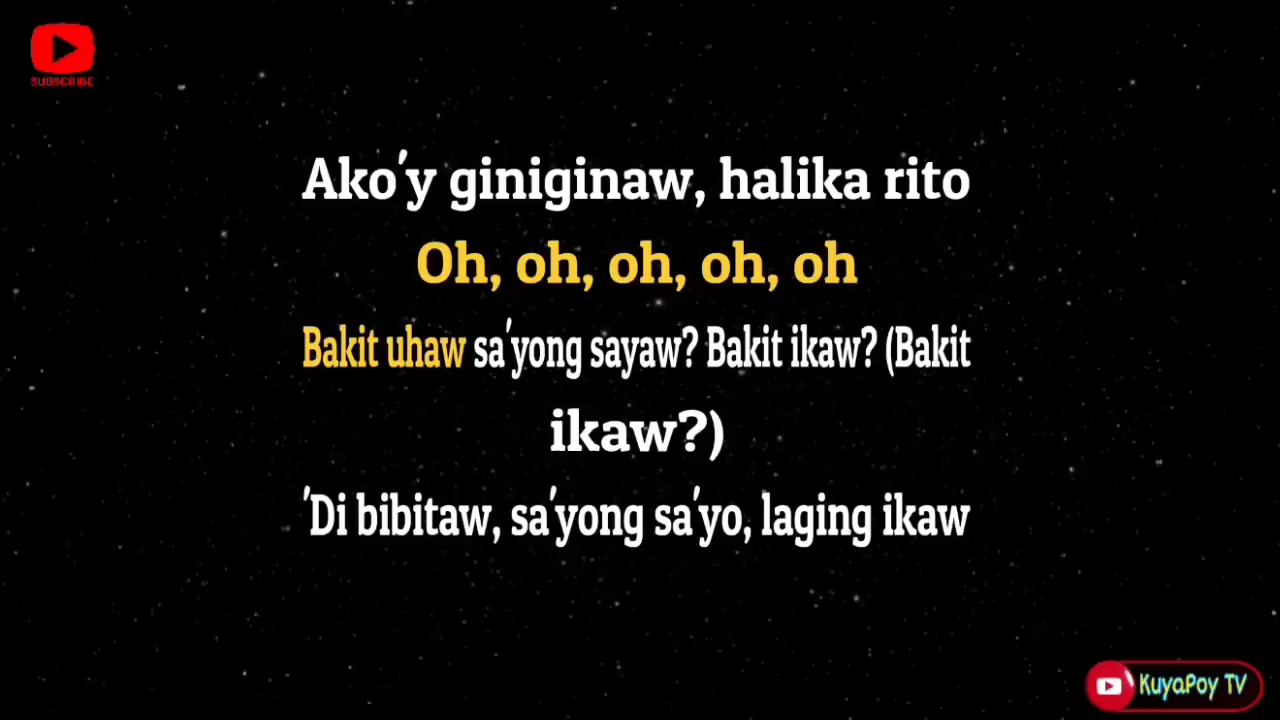 SUBSCRIBE
Ako'y giniginaw, halika rito
Oh, oh, oh, oh, oh
Bakit uhaw sa'yong sayaw? Bakit ikaw? (Bakit
ikaw?)
'Di bibitaw, sa'yong sa'yo, laging ikaw
KuyaPoy TV